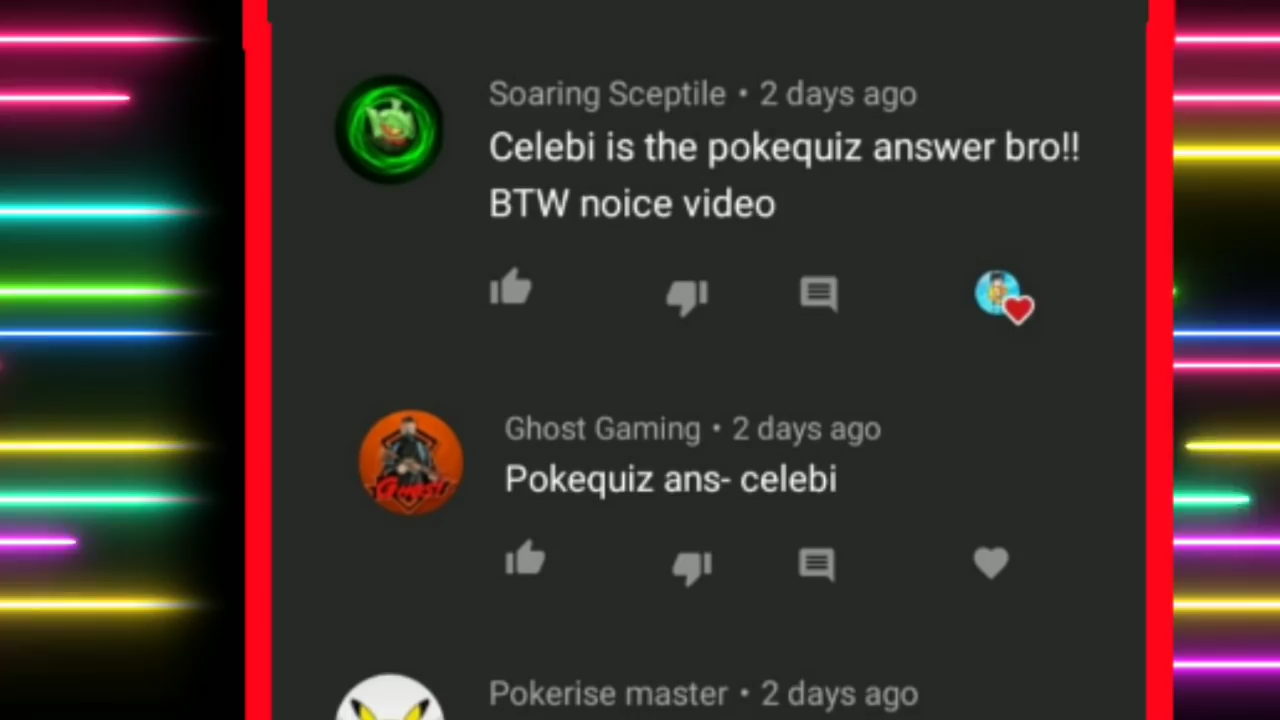 Soaring Sceptile • 2 days ago
Celebi is the pokequiz answer bro!!
BTW noice video
Ghost Gaming • 2 days ago
Pokequiz ans- celebi
Pokerise master • 2 days ago